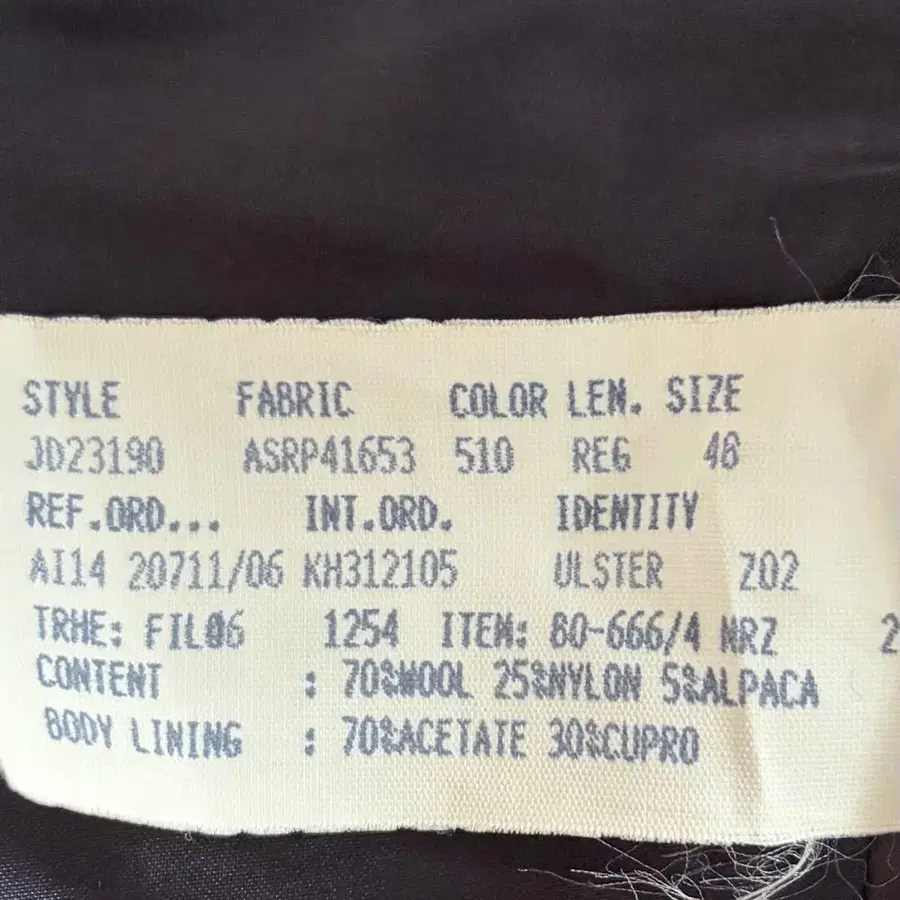 STYLE FABRIC COLOR LEN. SIZE
JD23190 ASRP41653 510 REG 48
REF.ORD... INT.ORD. IDENTITY
AI14 20711/06 KH312105 ULSTER Z02
TRHE: FIL06 1254 ITEM: 80-666/4 MRZ 2
CONTENT : 70%WOOL 25%NYLON 5%ALPACA
BODY LINING : 70%ACETATE 30%CUPRO